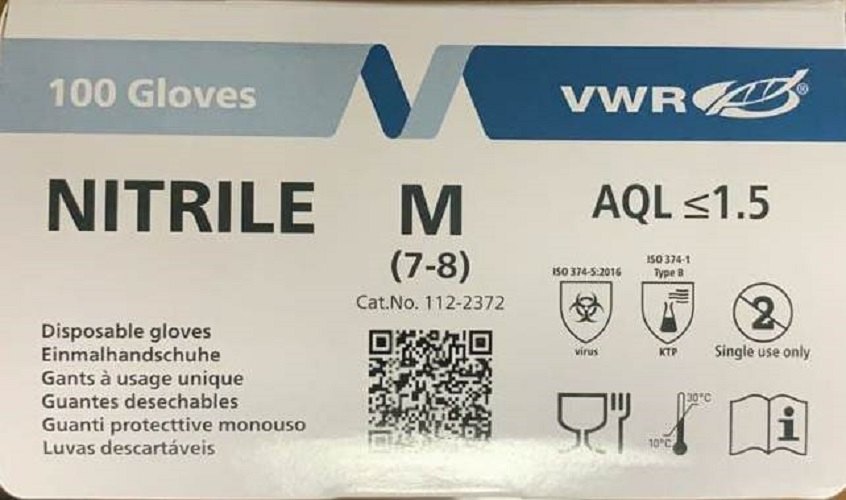 100 Gloves
VWR®
NITRILE
M
(7-8)
Cat.No. 112-2372
AQL ≤1.5
ISO 374-5:2016
virus
ISO 374-1
Type B
KTP
2
Single use only
Disposable gloves
Einmalhandschuhe
Gants à usage unique
Guantes desechables
Guanti protecttive monouso
Luvas descartáveis
30°C
10°C
i